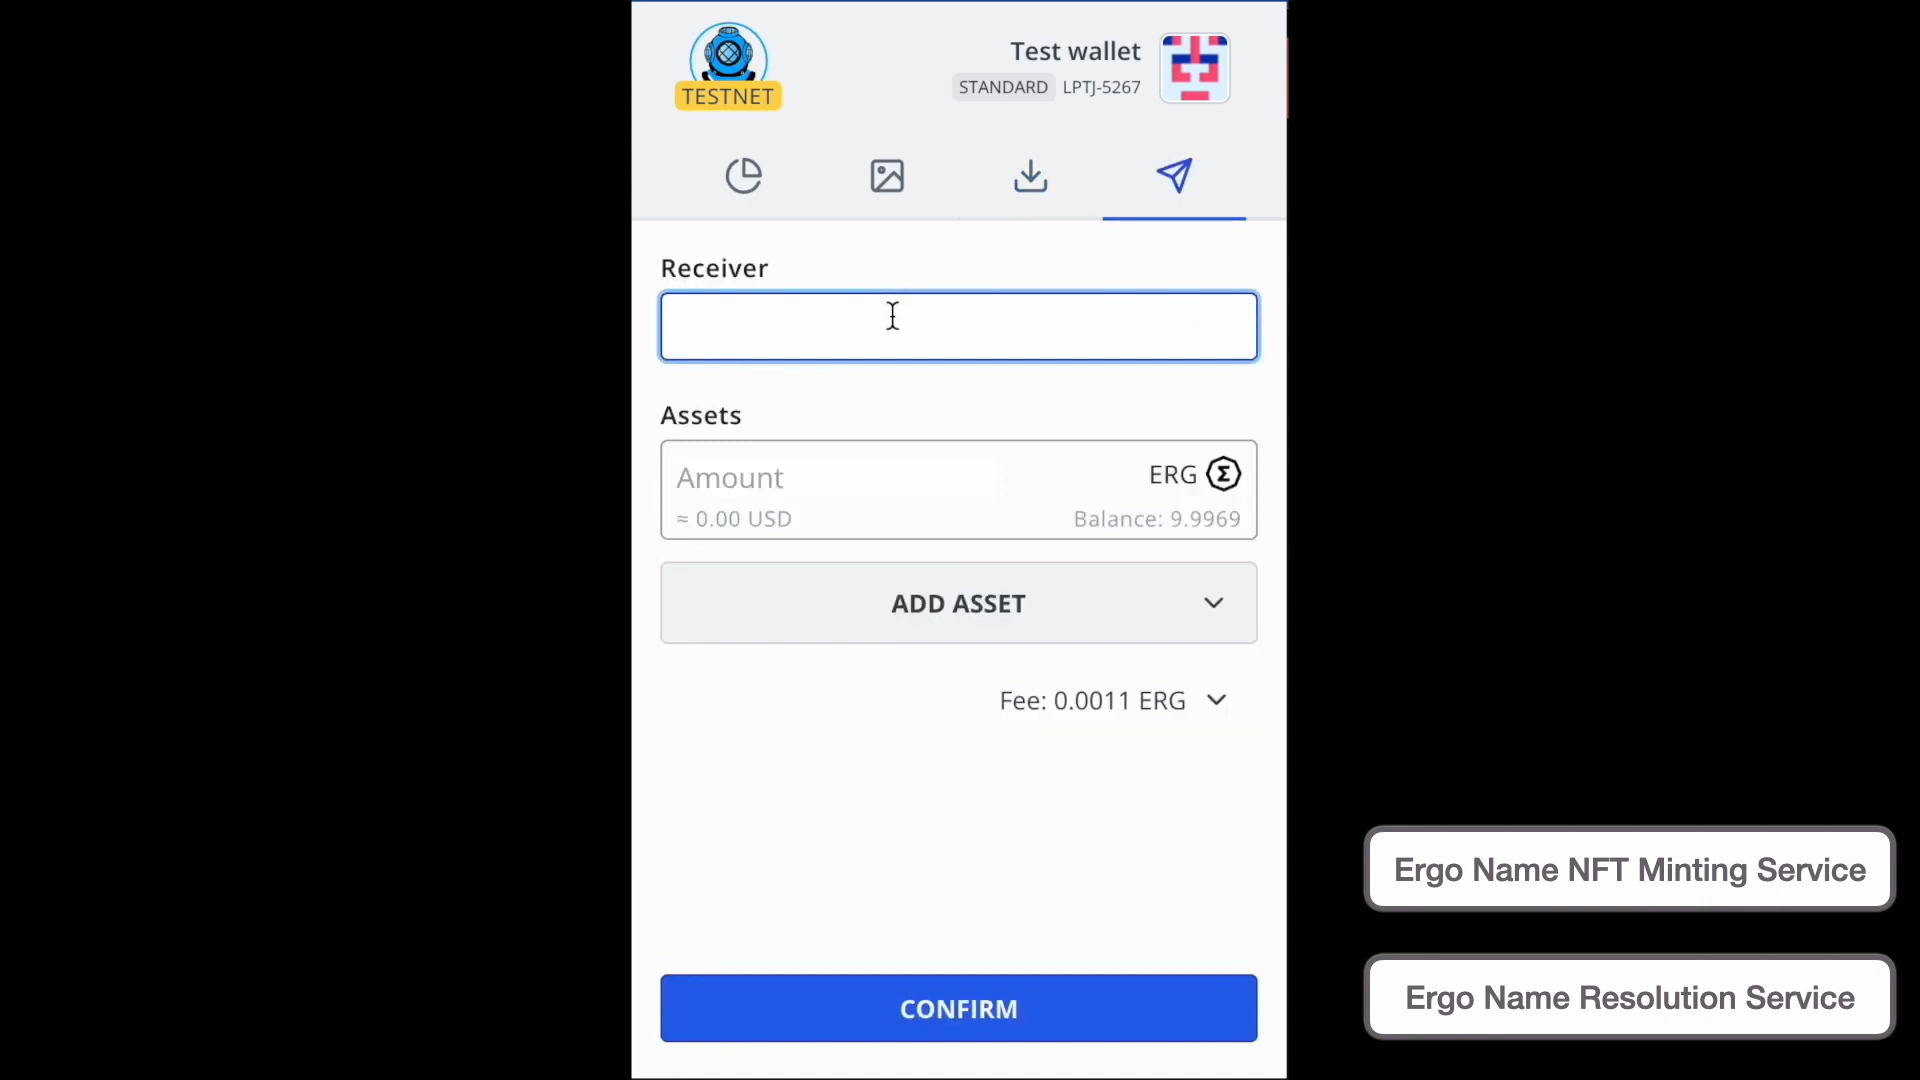 TESTNET
Test wallet
STANDARD LPTJ-5267
Receiver
Assets
Amount
ERG
≈ 0.00 USD
Balance: 9.9969
ADD ASSET
Fee: 0.0011 ERG
CONFIRM
Ergo Name NFT Minting Service
Ergo Name Resolution Service